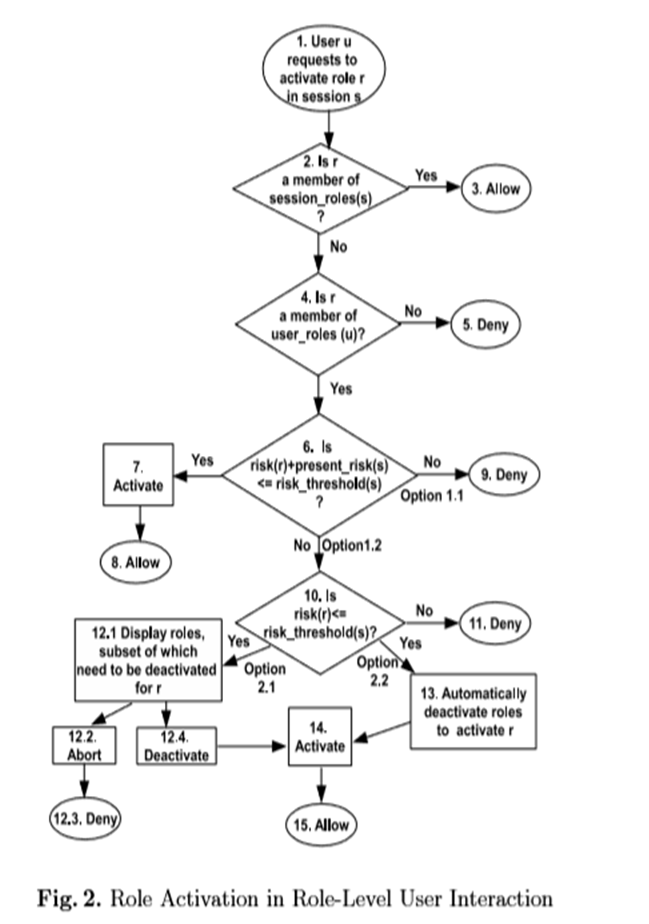 1. User u
requests to
activate role r
in session s
2. Is r
a member of
session_roles(s)
?
Yes
3. Allow
No
4. Is r
a member of
user_roles (u)?
No
5. Deny
Yes
6. Is
risk(r)+present_risk(s)
<= risk_threshold(s)
?
Yes
7.
Activate
8. Allow
No
Option 1.1
9. Deny
No Option1.2
10. Is
risk(r)<=
risk_threshold(s)?
No
11. Deny
Yes
Option
2.1
Yes
Option
2.2
12.1 Display roles,
subset of which
need to be deactivated
for r
13. Automatically
deactivate roles
to activate r
12.2.
Abort
12.4.
Deactivate
14.
Activate
12.3. Deny
15. Allow
Fig. 2. Role Activation in Role-Level User Interaction